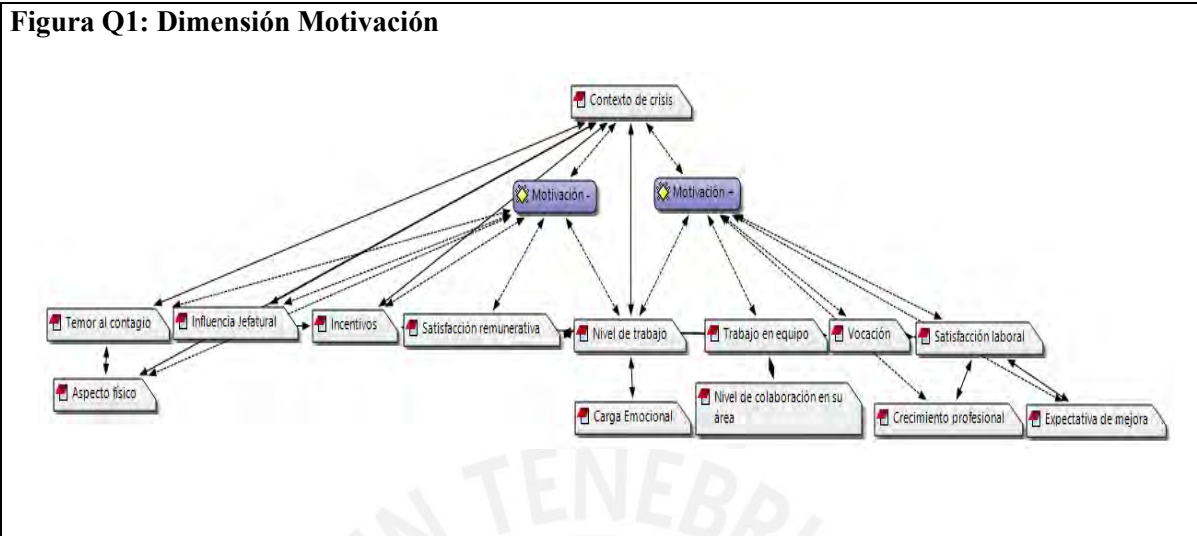 Figura Q1: Dimensión Motivación
Contexto de crisis
Motivación -
Motivación +
Temor al contagio
Influencia Jefatural
Incentivos
Satisfacción remunerativa
Nivel de trabajo
Trabajo en equipo
Vocación
Satisfacción laboral
Aspecto físico
Carga Emocional
Nivel de colaboración en su
área
Crecimiento profesional
Expectativa de mejora